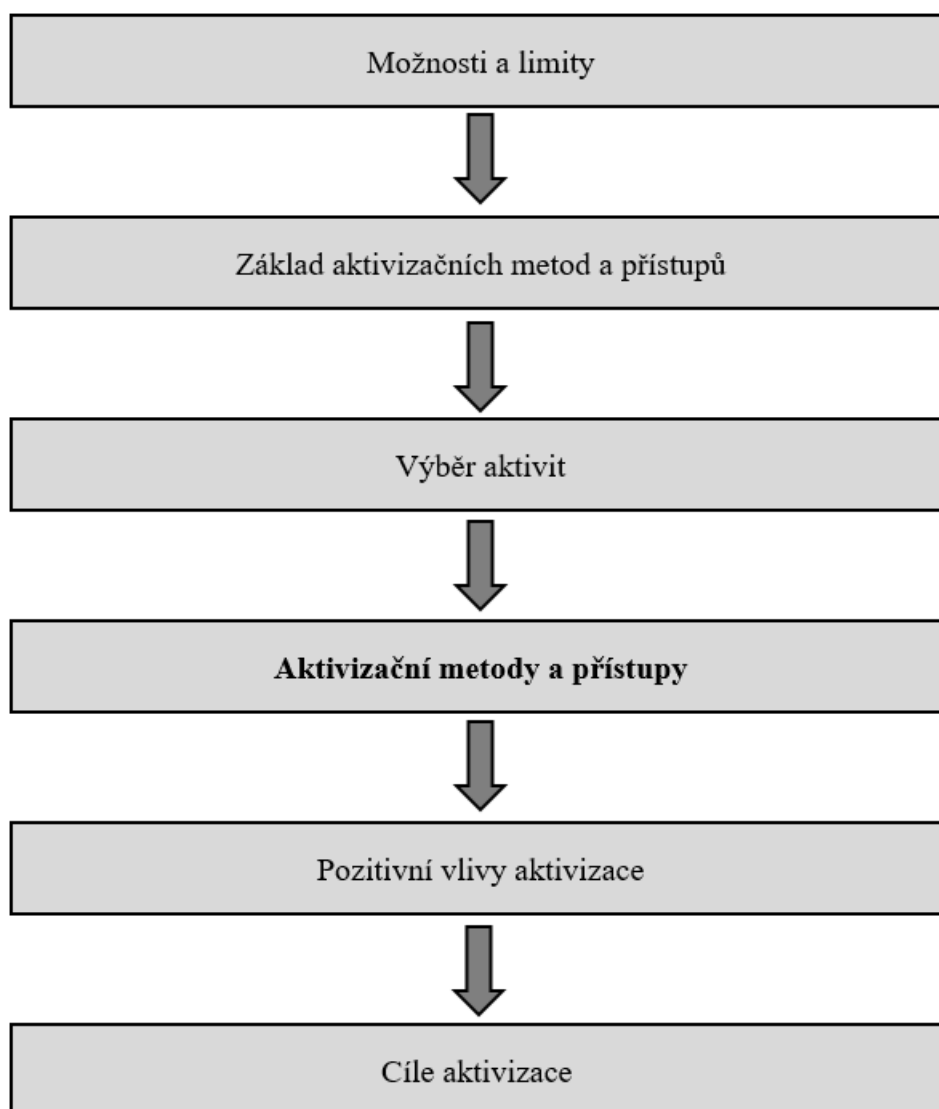 Možnosti a limity
Základ aktivizačních metod a přístupů
Výběr aktivit
Aktivizační metody a přístupy
Pozitivní vlivy aktivizace
Cíle aktivizace